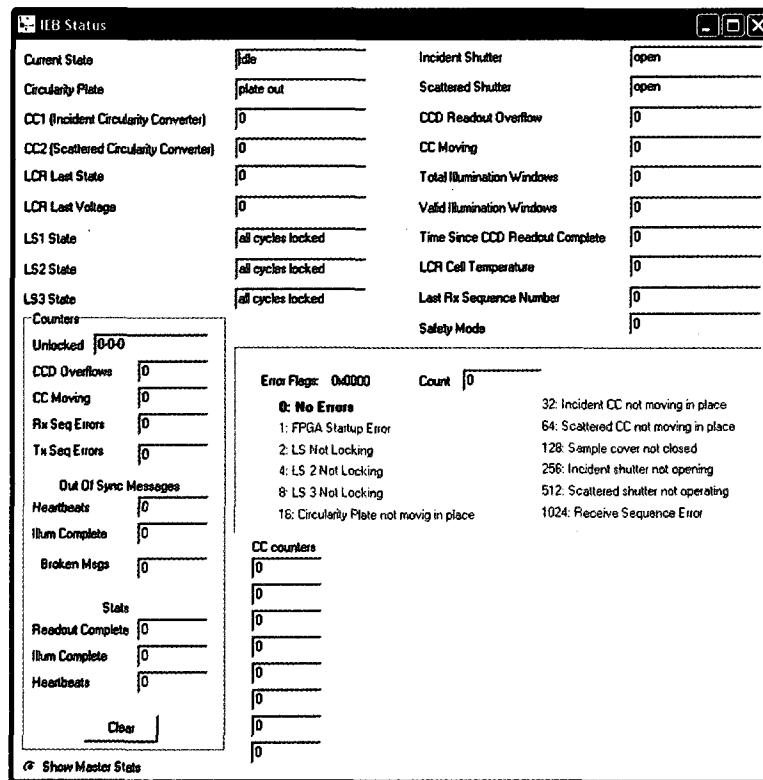 IEB Status
Current State idle
Circularity Plate plate out
CC1 (Incident Circularity Converter) 0
CC2 (Scattered Circularity Converter) 0
LCR Last State 0
LCR Last Voltage 0
LS1 State all cycles locked
LS2 State all cycles locked
LS3 State all cycles locked
Incident Shutter open
Scattered Shutter open
CCD Readout Overflow 0
CC Moving 0
Total Illumination Windows 0
Valid Illumination Windows 0
Time Since CCD Readout Complete 0
LCR Cell Temperature 0
Last Rx Sequence Number 0
Safety Mode 0
Counters
Unlocked 0-0-0
CCD Overflows 0
CC Moving 0
Rx Seq Errors 0
Tx Seq Errors 0
Out Of Sync Messages
Heartbeats 0
Illum Complete 0
Broken Msgs 0
Stats
Readout Complete 0
Illum Complete 0
Heartbeats 0
Clear
Show Master Stats
Error Flags: 0x0000 Count 0
0: No Errors
1: FPGA Startup Error
2: LS Not Locking
4: LS 2 Not Locking
8: LS 3 Not Locking
16: Circularity Plate not movig in place
32: Incident CC not moving in place
64: Scattered CC not moving in place
128: Sample cover not closed
256: Incident shutter not opening
512: Scattered shutter not operating
1024: Receive Sequence Error
CC counters
0
0
0
0
0
0
0
0